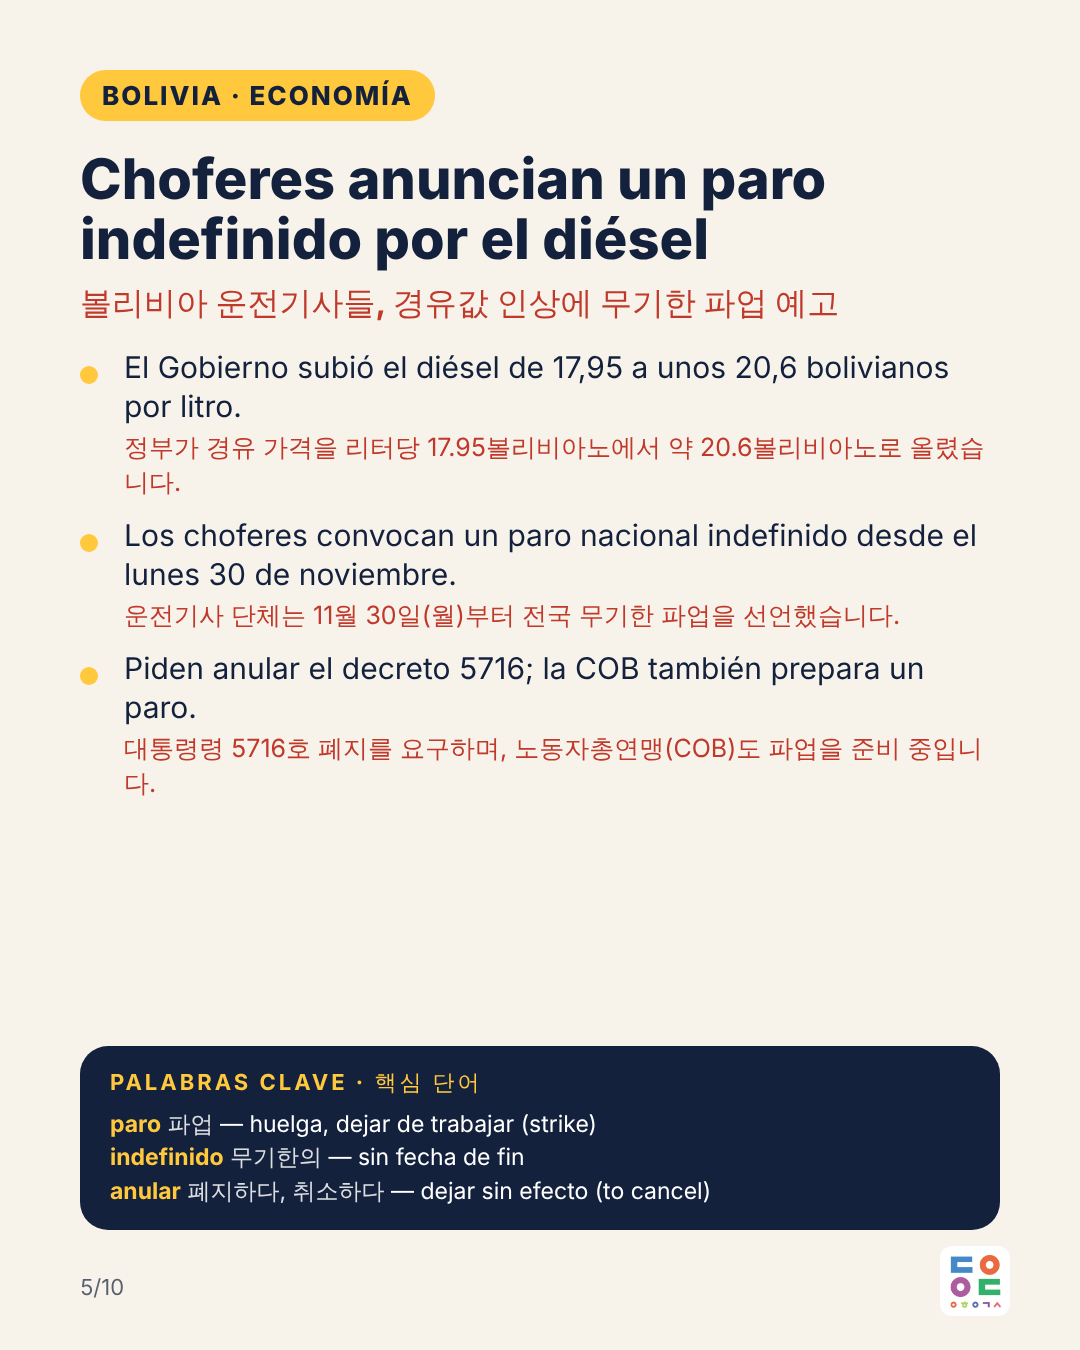 BOLIVIA · ECONOMÍA
Choferes anuncian un paro
indefinido por el diésel
볼리비아 운전기사들, 경유값 인상에 무기한 파업 예고
El Gobierno subió el diésel de 17,95 a unos 20,6 bolivianos
por litro.
정부가 경유 가격을 리터당 17.95볼리비아노에서 약 20.6볼리비아노로 올렸습
니다.
Los choferes convocan un paro nacional indefinido desde el
lunes 30 de noviembre.
운전기사 단체는 11월 30일(월)부터 전국 무기한 파업을 선언했습니다.
Piden anular el decreto 5716; la COB también prepara un
paro.
대통령령 5716호 폐지를 요구하며, 노동자총연맹(COB)도 파업을 준비 중입니
다.
PALABRAS CLAVE · 핵심 단어
paro 파업 — huelga, dejar de trabajar (strike)
indefinido 무기한의 — sin fecha de fin
anular 폐지하다, 취소하다 — dejar sin efecto (to cancel)
5/10